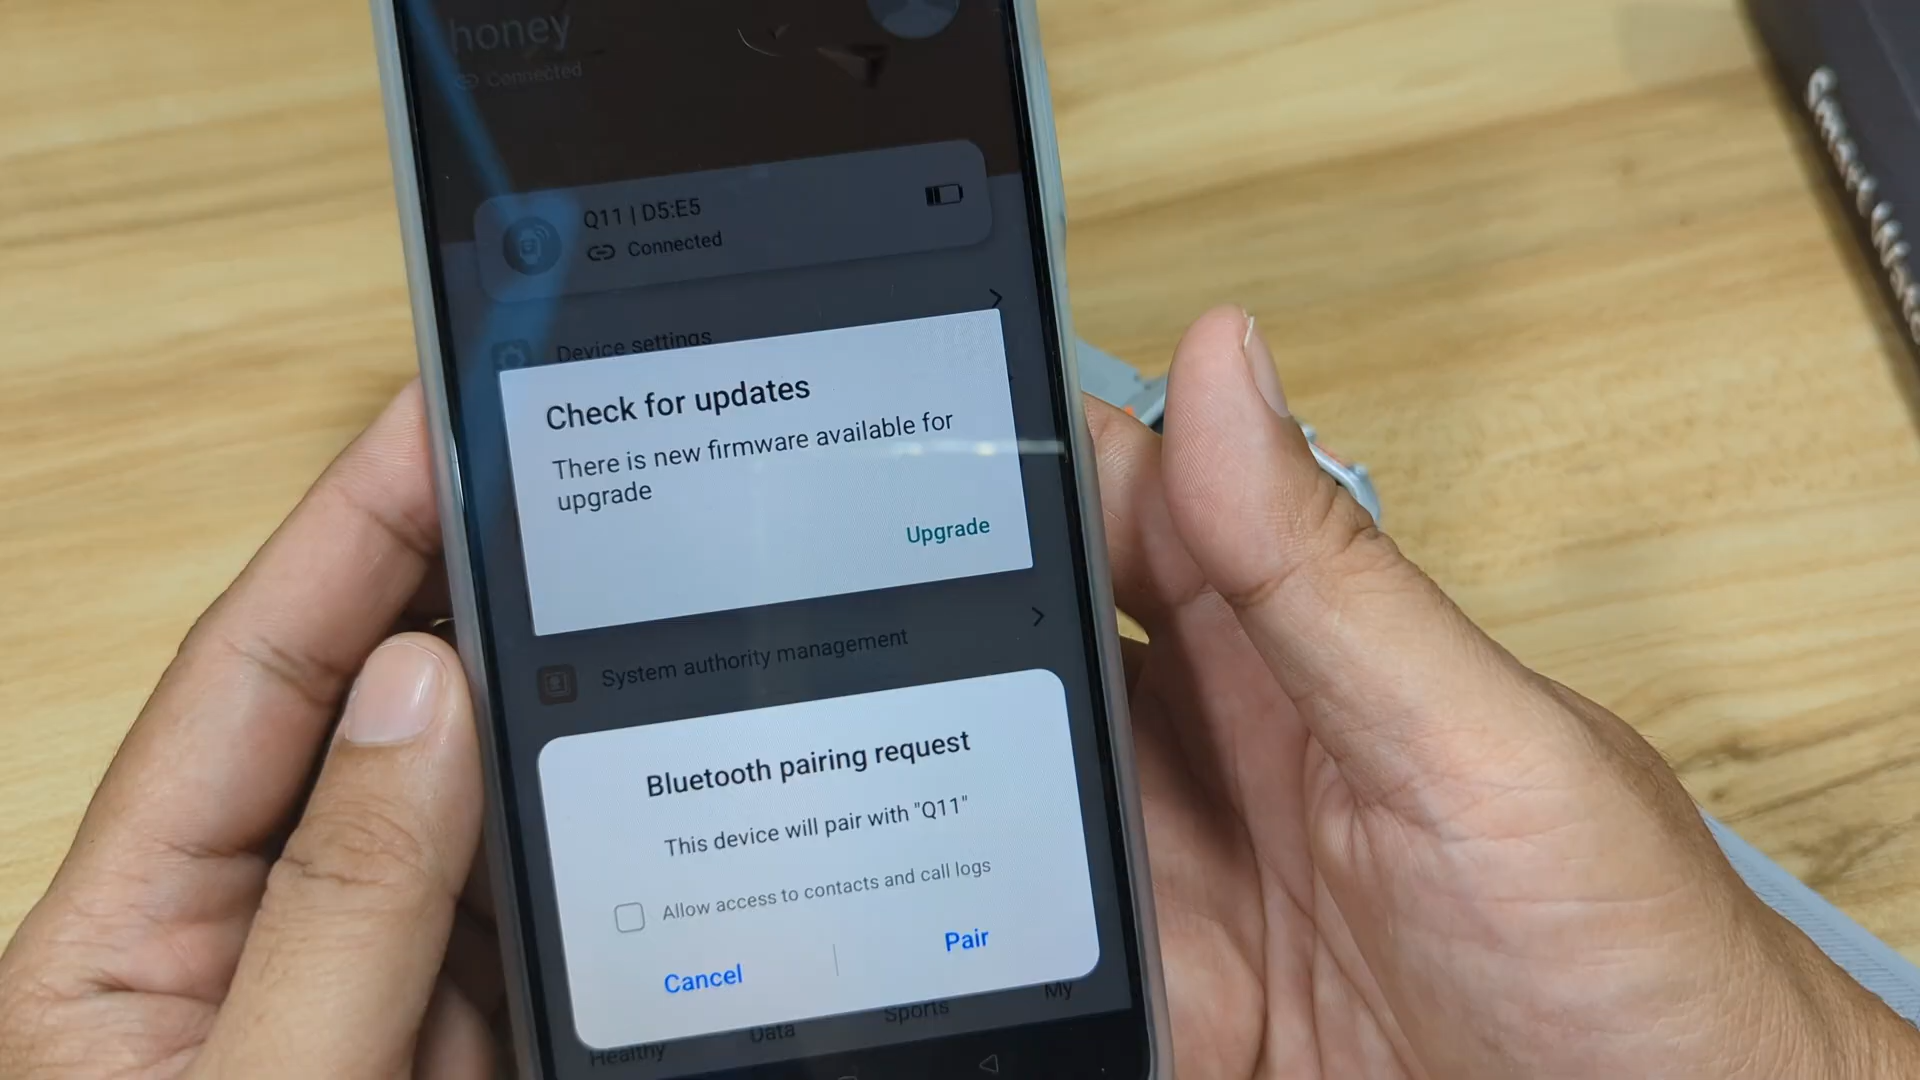 honey
Connected
Q11 | D5:E5
Connected
Device settings
Check for updates
There is new firmware available for
upgrade
Upgrade
System authority management
Bluetooth pairing request
This device will pair with "Q11"
Allow access to contacts and call logs
Cancel
Pair
Healthy
Data
Sports
My
Smart Watch